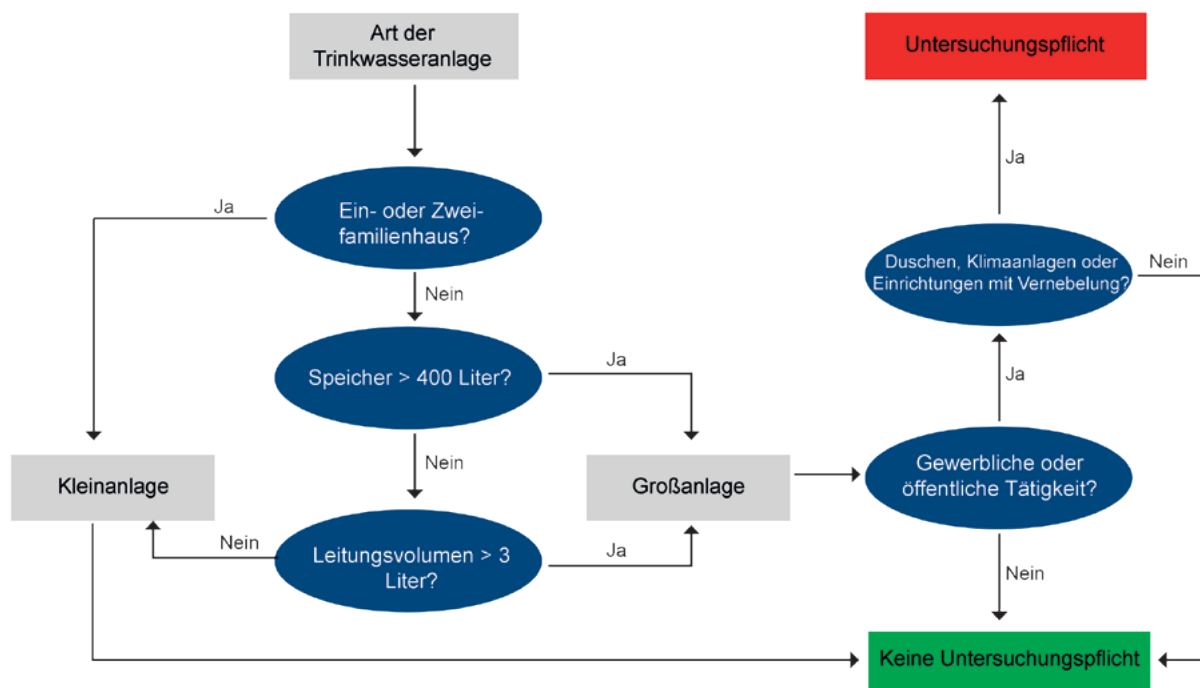 Art der
Trinkwasseranlage
Untersuchungspflicht
Ja
Ja
Ein- oder Zwei-
familienhaus?
Duschen, Klimaanlagen oder
Einrichtungen mit Vernebelung?
Nein
Nein
Speicher > 400 Liter?
Ja
Ja
Nein
Kleinanlage
Großanlage
Gewerbliche oder
öffentliche Tätigkeit?
Nein
Leitungsvolumen > 3
Liter?
Ja
Nein
Keine Untersuchungspflicht